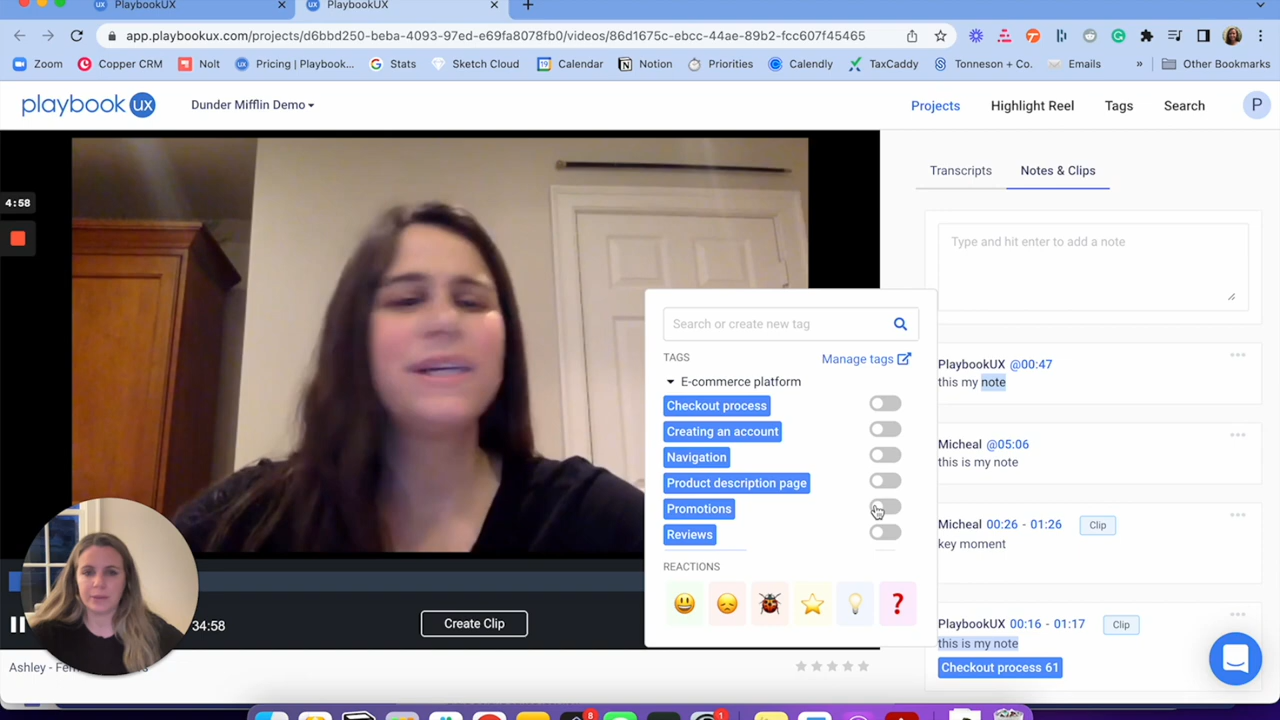 PlaybookUX
PlaybookUX
app.playbookux.com/projects/d6bbd250-beba-4093-97ed-e69fa8078fb0/videos/86d1675c-ebcc-44ae-89b2-fcc607f45465
Zoom
Copper CRM
Nolt
Pricing | Playbook...
Stats
Sketch Cloud
Calendar
Notion
Priorities
Calendly
TaxCaddy
Tonneson + Co.
Emails
»
Other Bookmarks
playbook ux
Dunder Mifflin Demo
Projects
Highlight Reel
Tags
Search
P
Transcripts
Notes & Clips
4:58
Type and hit enter to add a note
Search or create new tag
TAGS
Manage tags
E-commerce platform
Checkout process
Creating an account
Navigation
Product description page
Promotions
Reviews
REACTIONS
PlaybookUX @00:47
this my note
Micheal @05:06
this is my note
Micheal 00:26 - 01:26 Clip
key moment
PlaybookUX 00:16 - 01:17 Clip
this is my note
Checkout process 61
34:58
Create Clip
Ashley -
8
1